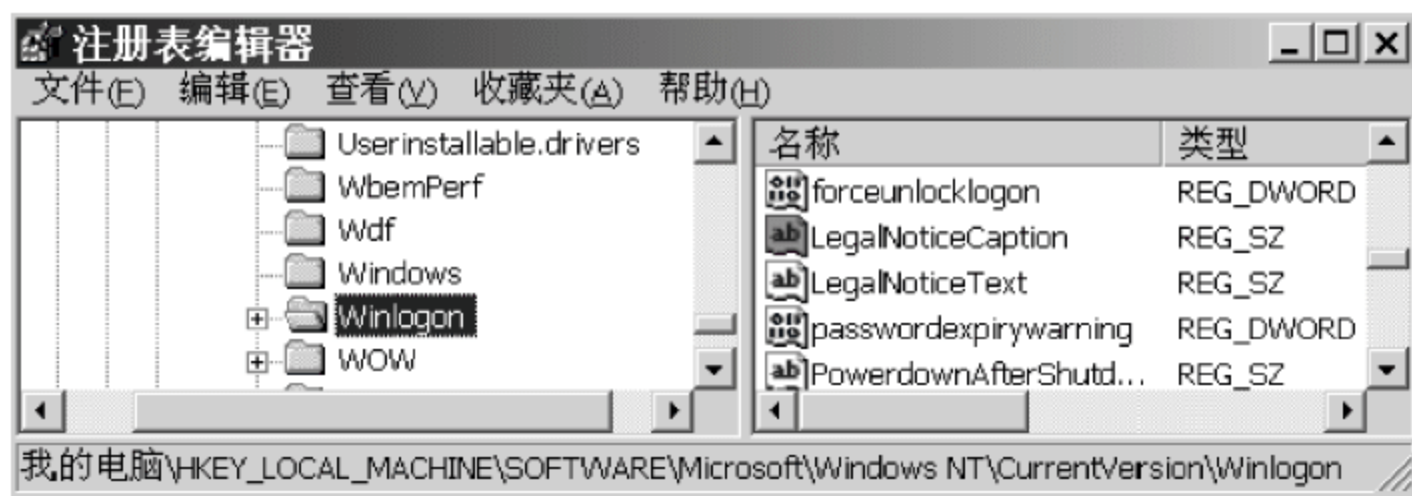 注册表编辑器
文件(F) 编辑(E) 查看(V) 收藏夹(A) 帮助(H)
Userinstallable.drivers
WbemPerf
Wdf
Windows
Winlogon
WOW
名称 类型
forceunlocklogon REG_DWORD
LegalNoticeCaption REG_SZ
LegalNoticeText REG_SZ
passwordexpirywarning REG_DWORD
PowerdownAfterShutd... REG_SZ
我的电脑\HKEY_LOCAL_MACHINE\SOFTWARE\Microsoft\Windows NT\CurrentVersion\Winlogon